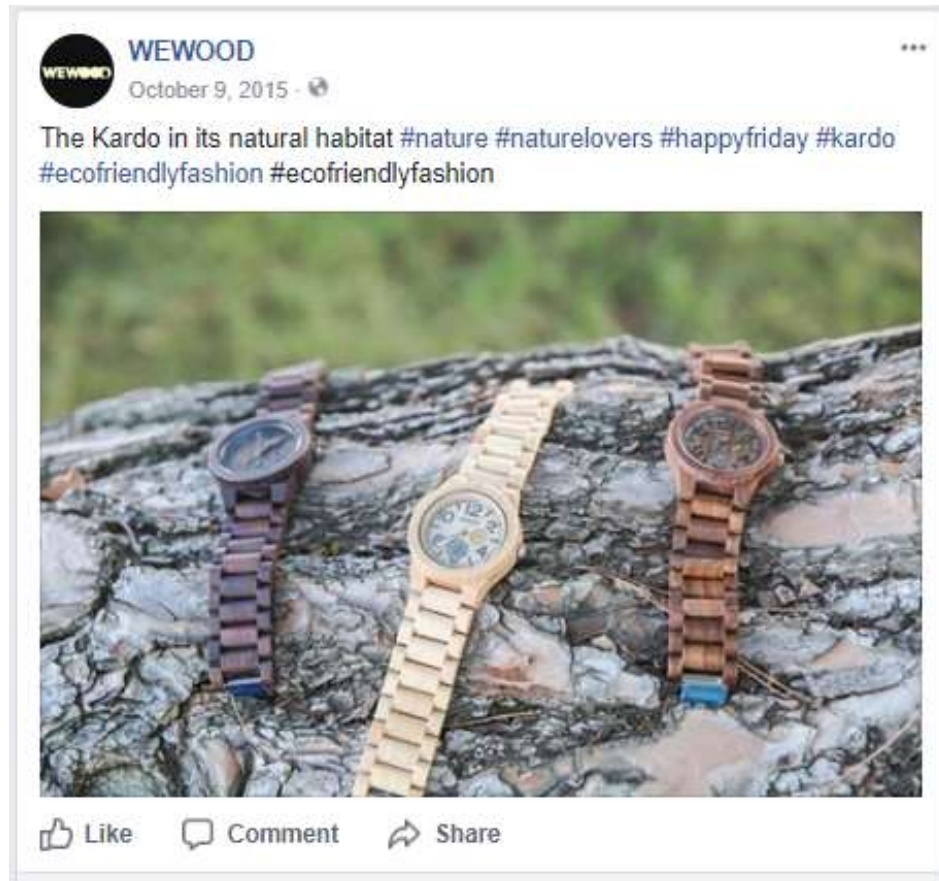 WEWOOD
WEWOOD
October 9, 2015 ·
The Kardo in its natural habitat #nature #naturelovers #happyfriday #kardo
#ecofriendlyfashion #ecofriendlyfashion
Like Comment Share